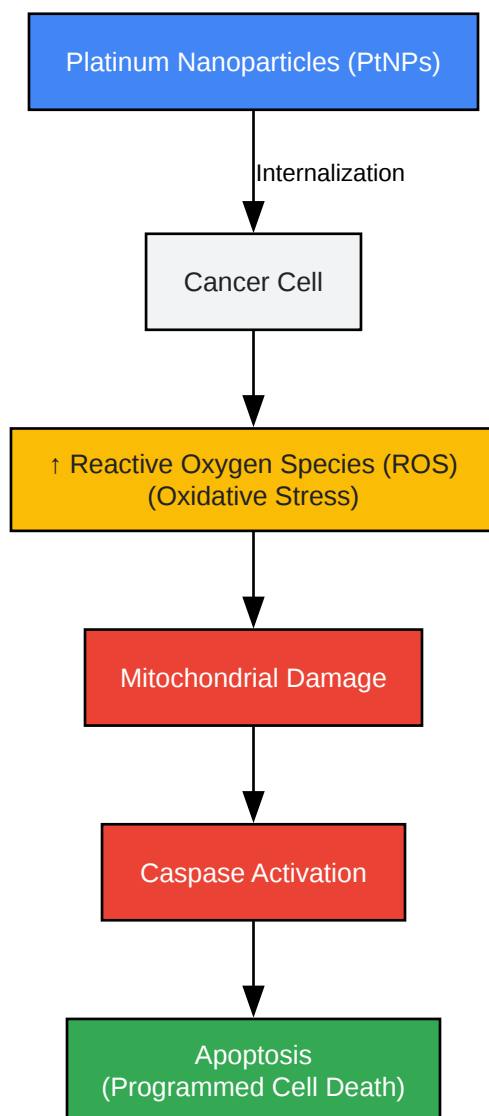 Platinum Nanoparticles (PtNPs)
Internalization
Cancer Cell
↑ Reactive Oxygen Species (ROS)
(Oxidative Stress)
Mitochondrial Damage
Caspase Activation
Apoptosis
(Programmed Cell Death)